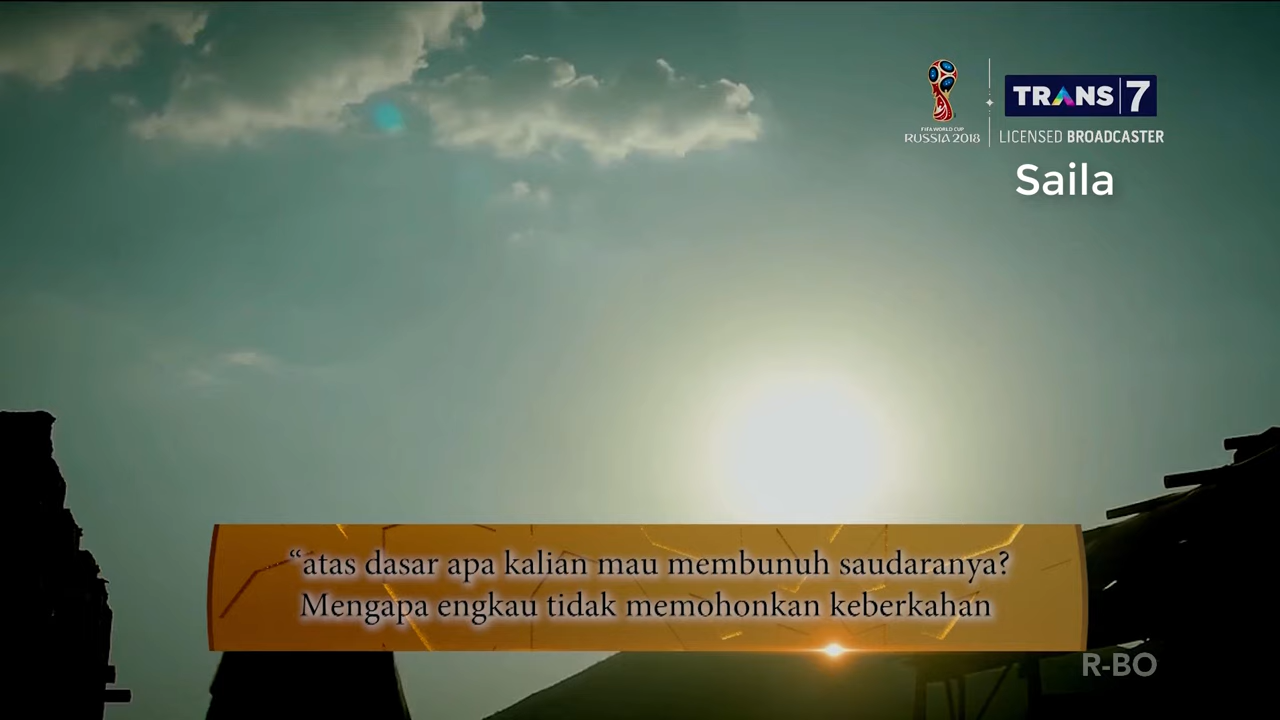 FIFA WORLD CUP
RUSSIA 2018
TRANS|7
LICENSED BROADCASTER
Saila
“atas dasar apa kalian mau membunuh saudaranya?
Mengapa engkau tidak memohonkan keberkahan
R-BO